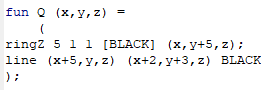 fun Q (x,y,z) =
(
ringZ 5 1 1 [BLACK] (x,y+5,z);
line (x+5,y,z) (x+2,y+3,z) BLACK
);